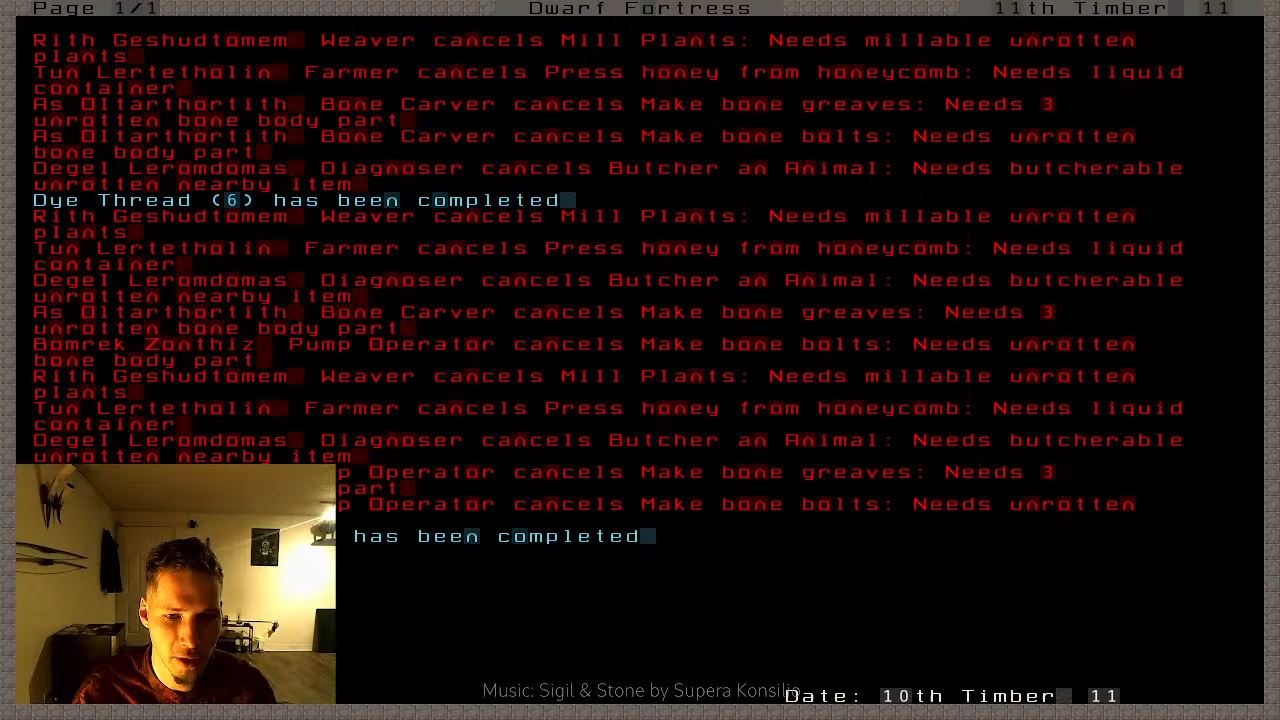 Page 1/1 Dwarf Fortress 11th Timber 11
Rith Geshudtomem Weaver cancels Mill Plants: Needs millable unrotten
plants
Tun Lertetholin Farmer cancels Press honey from honeycomb: Needs liquid
container
As Oltarthortith Bone Carver cancels Make bone greaves: Needs 3
unrotten bone body part
As Oltarthortith Bone Carver cancels Make bone bolts: Needs unrotten
bone body part
Degel Leromdomas Diagnoser cancels Butcher an Animal: Needs butcherable
unrotten nearby item
Dye Thread (6) has been completed
Rith Geshudtomem Weaver cancels Mill Plants: Needs millable unrotten
plants
Tun Lertetholin Farmer cancels Press honey from honeycomb: Needs liquid
container
Degel Leromdomas Diagnoser cancels Butcher an Animal: Needs butcherable
unrotten nearby item
As Oltarthortith Bone Carver cancels Make bone greaves: Needs 3
unrotten bone body part
Bomrek Zonthiz Pump Operator cancels Make bone bolts: Needs unrotten
bone body part
Rith Geshudtomem Weaver cancels Mill Plants: Needs millable unrotten
plants
Tun Lertetholin Farmer cancels Press honey from honeycomb: Needs liquid
container
Degel Leromdomas Diagnoser cancels Butcher an Animal: Needs butcherable
unrotten nearby item
p Operator cancels Make bone greaves: Needs 3
part
p Operator cancels Make bone bolts: Needs unrotten
has been completed
Music: Sigil & Stone by Supera Konsilio
Date: 10th Timber 11